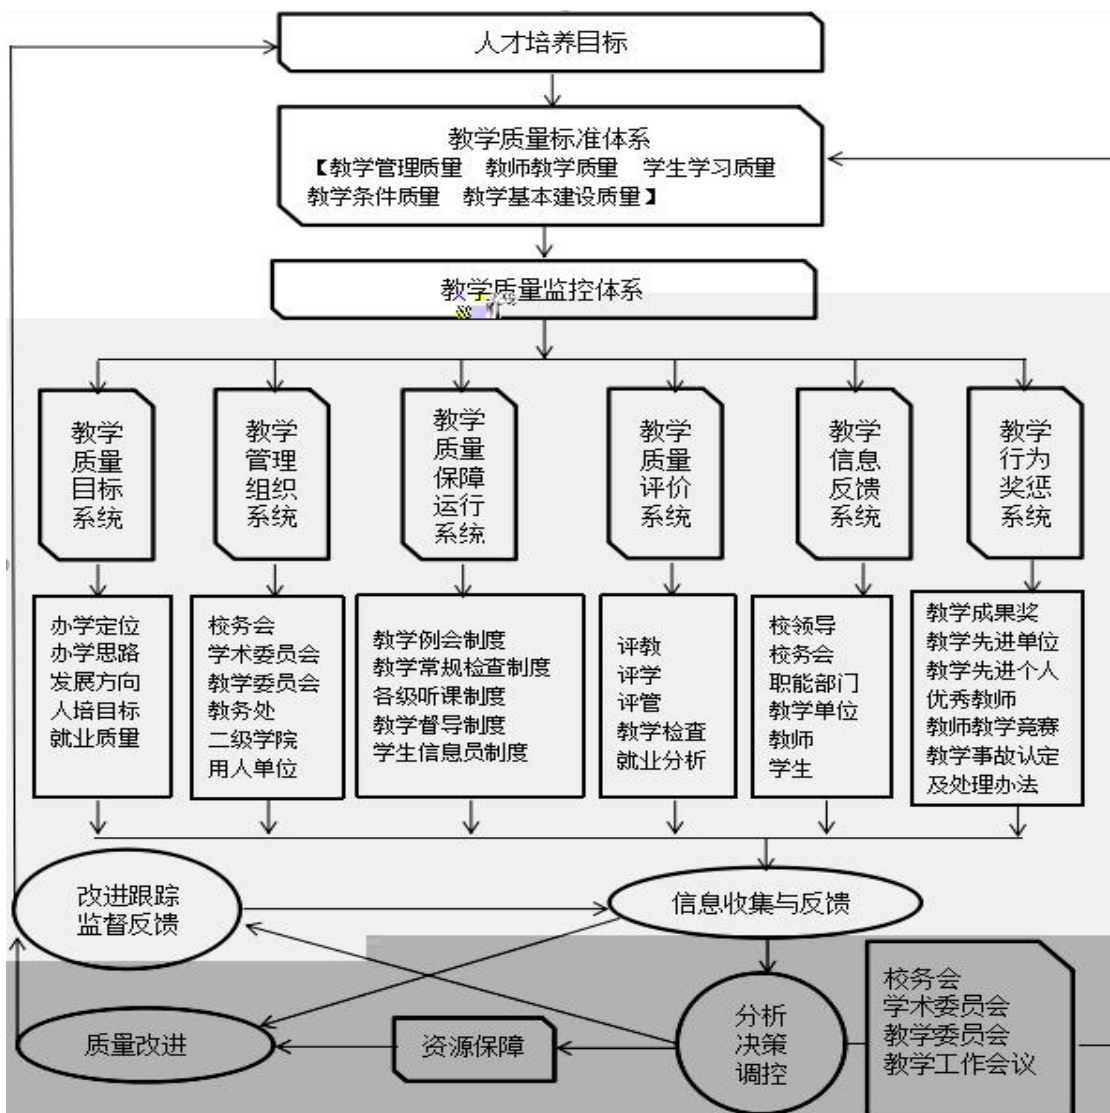 人才培养目标
教学质量标准体系
【教学管理质量 教师教学质量 学生学习质量
教学条件质量 教学基本建设质量】
教学质量监控体系
教学
质量
目标
系统
教学
管理
组织
系统
教学
质量
保障
运行
系统
教学
质量
评价
系统
教学
信息
反馈
系统
教学
行为
奖惩
系统
办学定位
办学思路
发展方向
人培目标
就业质量
校务会
学术委员会
教学委员会
教务处
二级学院
用人单位
教学例会制度
教学常规检查制度
各级听课制度
教学督导制度
学生信息员制度
评教
评学
评管
教学检查
就业分析
校领导
校务会
职能部门
教学单位
教师
学生
教学成果奖
教学先进单位
教学先进个人
优秀教师
教师教学竞赛
教学事故认定
及处理办法
改进跟踪
监督反馈
信息收集与反馈
质量改进
资源保障
分析
决策
调控
校务会
学术委员会
教学委员会
教学工作会议